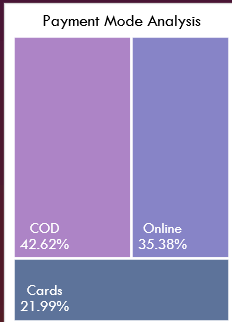 Payment Mode Analysis
COD
42.62%
Online
35.38%
Cards
21.99%